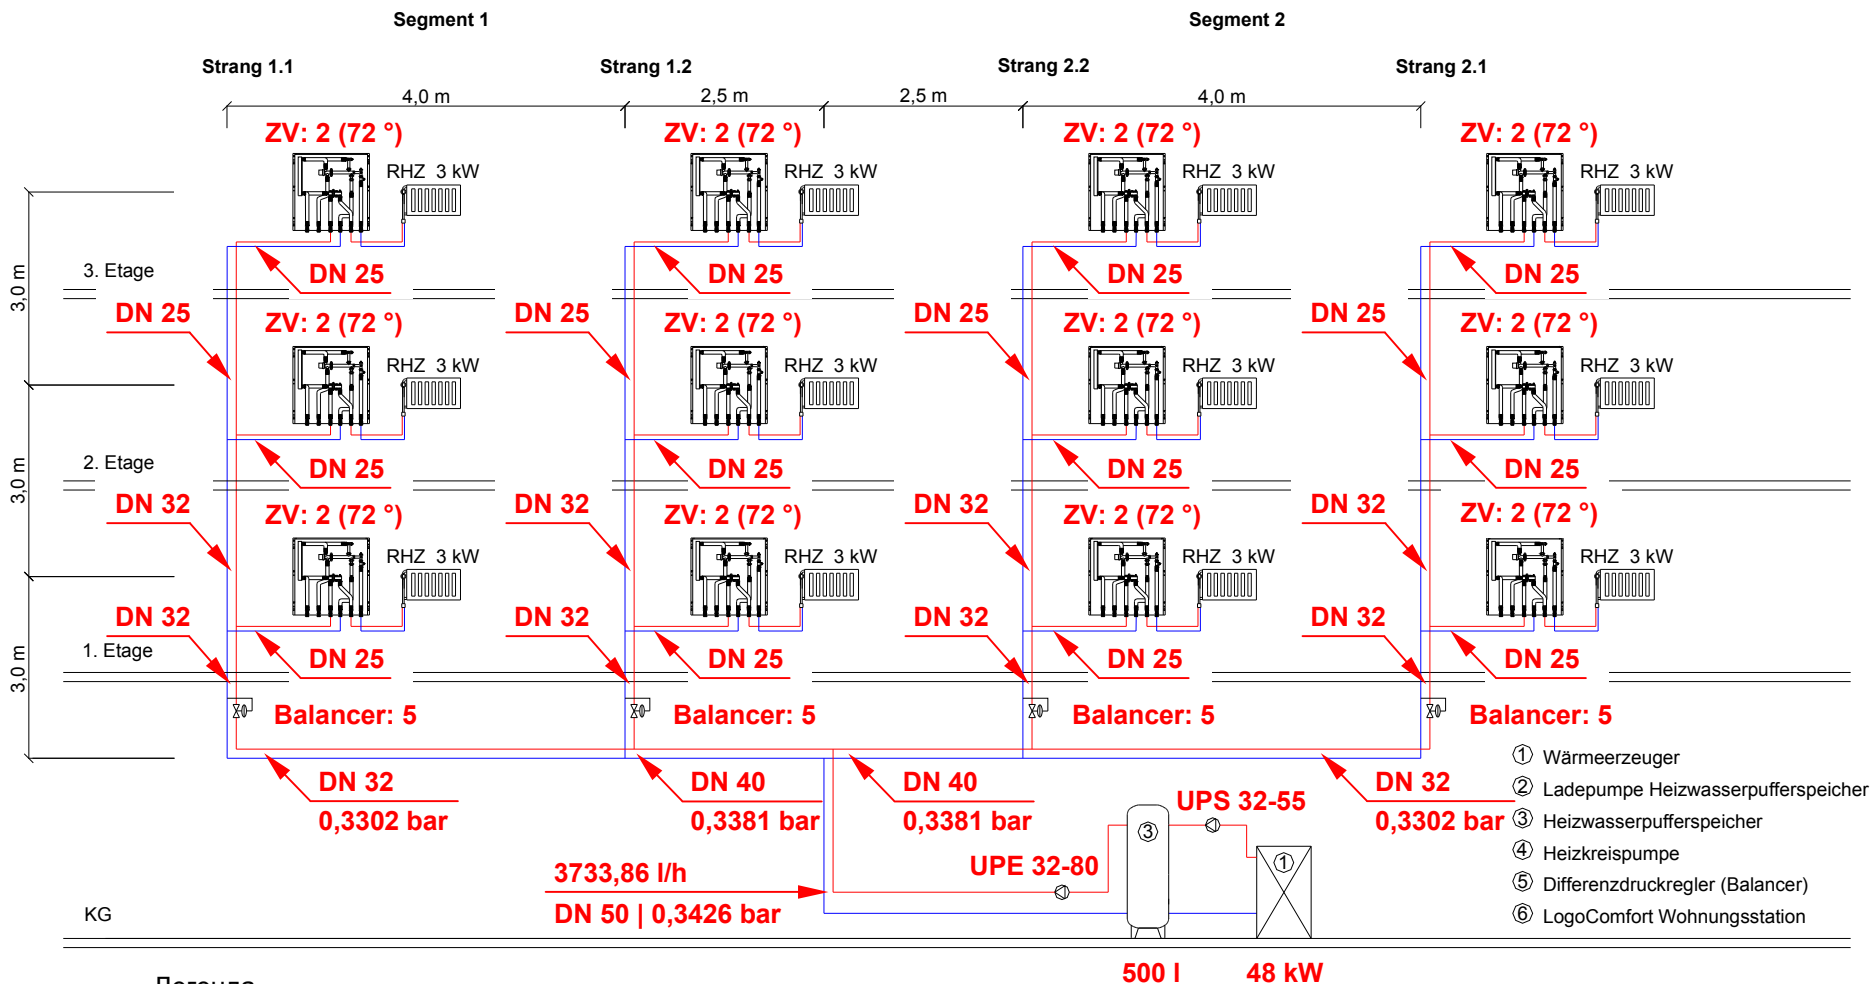 Segment 1 Segment 2
Strang 1.1 Strang 1.2 Strang 2.2 Strang 2.1
4,0 m 2,5 m 2,5 m 4,0 m
ZV: 2 (72 °) ZV: 2 (72 °) ZV: 2 (72 °) ZV: 2 (72 °)
RHZ 3 kW RHZ 3 kW RHZ 3 kW RHZ 3 kW
3. Etage DN 25 DN 25 DN 25 DN 25
3,0 m
DN 25 DN 25 DN 25 DN 25
ZV: 2 (72 °) ZV: 2 (72 °) ZV: 2 (72 °) ZV: 2 (72 °)
RHZ 3 kW RHZ 3 kW RHZ 3 kW RHZ 3 kW
2. Etage DN 25 DN 25 DN 25 DN 25
3,0 m
DN 32 DN 32 DN 32 DN 32
ZV: 2 (72 °) ZV: 2 (72 °) ZV: 2 (72 °) ZV: 2 (72 °)
RHZ 3 kW RHZ 3 kW RHZ 3 kW RHZ 3 kW
DN 32 DN 32 DN 32 DN 32
1. Etage DN 25 DN 25 DN 25 DN 25
3,0 m
Balancer: 5 Balancer: 5 Balancer: 5 Balancer: 5
DN 32 DN 40 DN 40 DN 32
0,3302 bar 0,3381 bar 0,3381 bar 0,3302 bar
1 Wärmeerzeuger
2 Ladepumpe Heizwasserpufferspeicher
3 Heizwasserpufferspeicher
4 Heizkreispumpe
5 Differenzdruckregler (Balancer)
6 LogoComfort Wohnungsstation
UPS 32-55
3 1
UPE 32-80
3733,86 l/h
DN 50 | 0,3426 bar
KG
500 l 48 kW